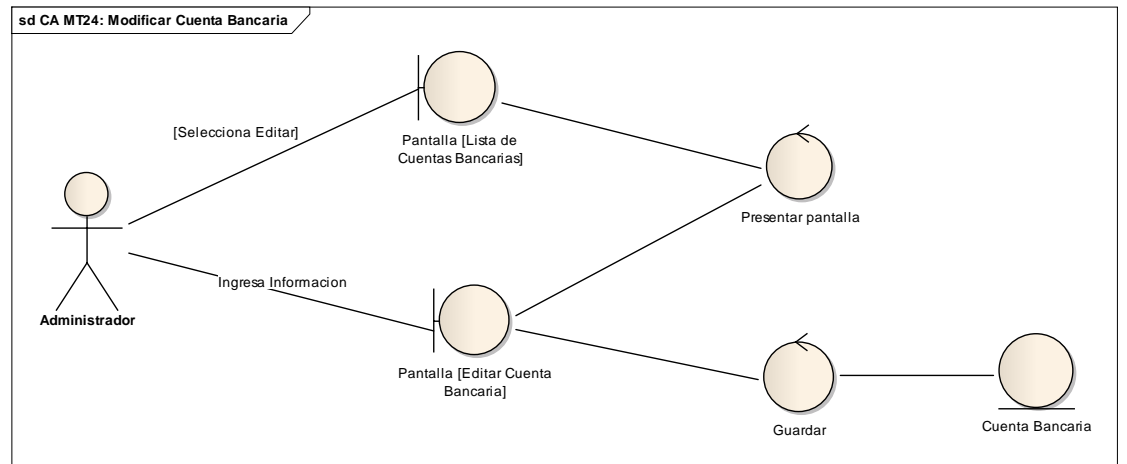 sd CA MT24: Modificar Cuenta Bancaria
[Selecciona Editar]
Pantalla [Lista de
Cuentas Bancarias]
Presentar pantalla
Ingresa Informacion
Administrador
Pantalla [Editar Cuenta
Bancaria]
Guardar
Cuenta Bancaria